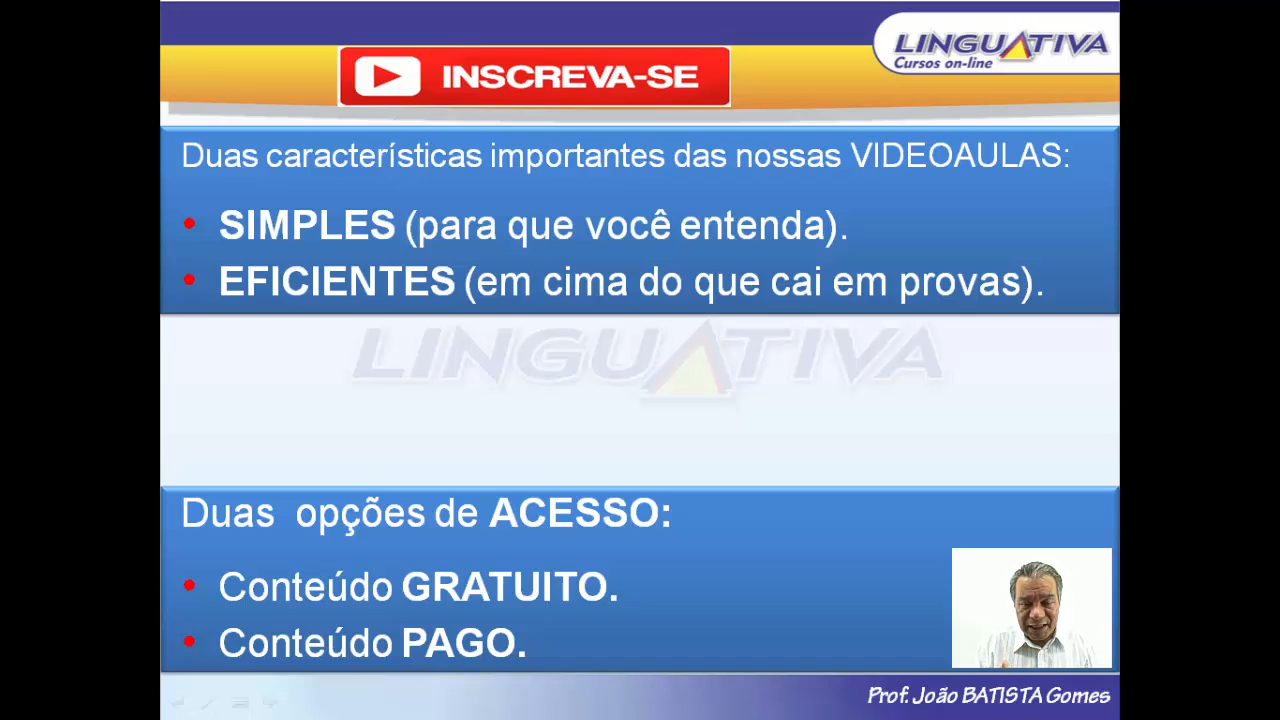 LINGUATIVA
Cursos on-line
INSCREVA-SE
Duas características importantes das nossas VIDEOAULAS:
• SIMPLES (para que você entenda).
• EFICIENTES (em cima do que cai em provas).
LINGUATIVA
Duas opções de ACESSO:
• Conteúdo GRATUITO.
• Conteúdo PAGO.
Prof. João BATISTA Gomes